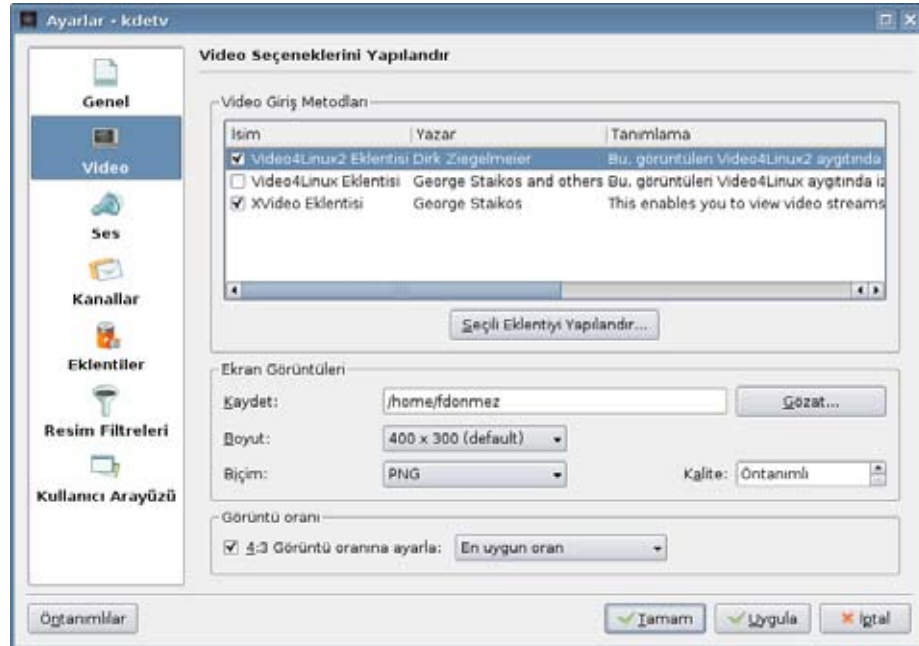 Ayarlar - kdetv
Genel
Video
Ses
Kanallar
Eklentiler
Resim Filtreleri
Kullanıcı Arayüzü
Video Seçeneklerini Yapılandır
Video Giriş Metodları
İsim Yazar Tanımlama
Video4Linux2 Eklentisi Dirk Ziegelmeier Bu, görüntüleri Video4Linux2 aygıtında
Video4Linux Eklentisi George Staikos and others Bu, görüntüleri Video4Linux aygıtında iz
XVideo Eklentisi George Staikos This enables you to view video streams
Seçili Eklentiyi Yapılandır...
Ekran Görüntüleri
Kaydet: /home/fdonmez Gözat...
Boyut: 400 x 300 (default)
Biçim: PNG Kalite: Öntanımlı
Görüntü oranı
4:3 Görüntü oranına ayarla: En uygun oran
Öntanımlılar Tamam Uygula İptal